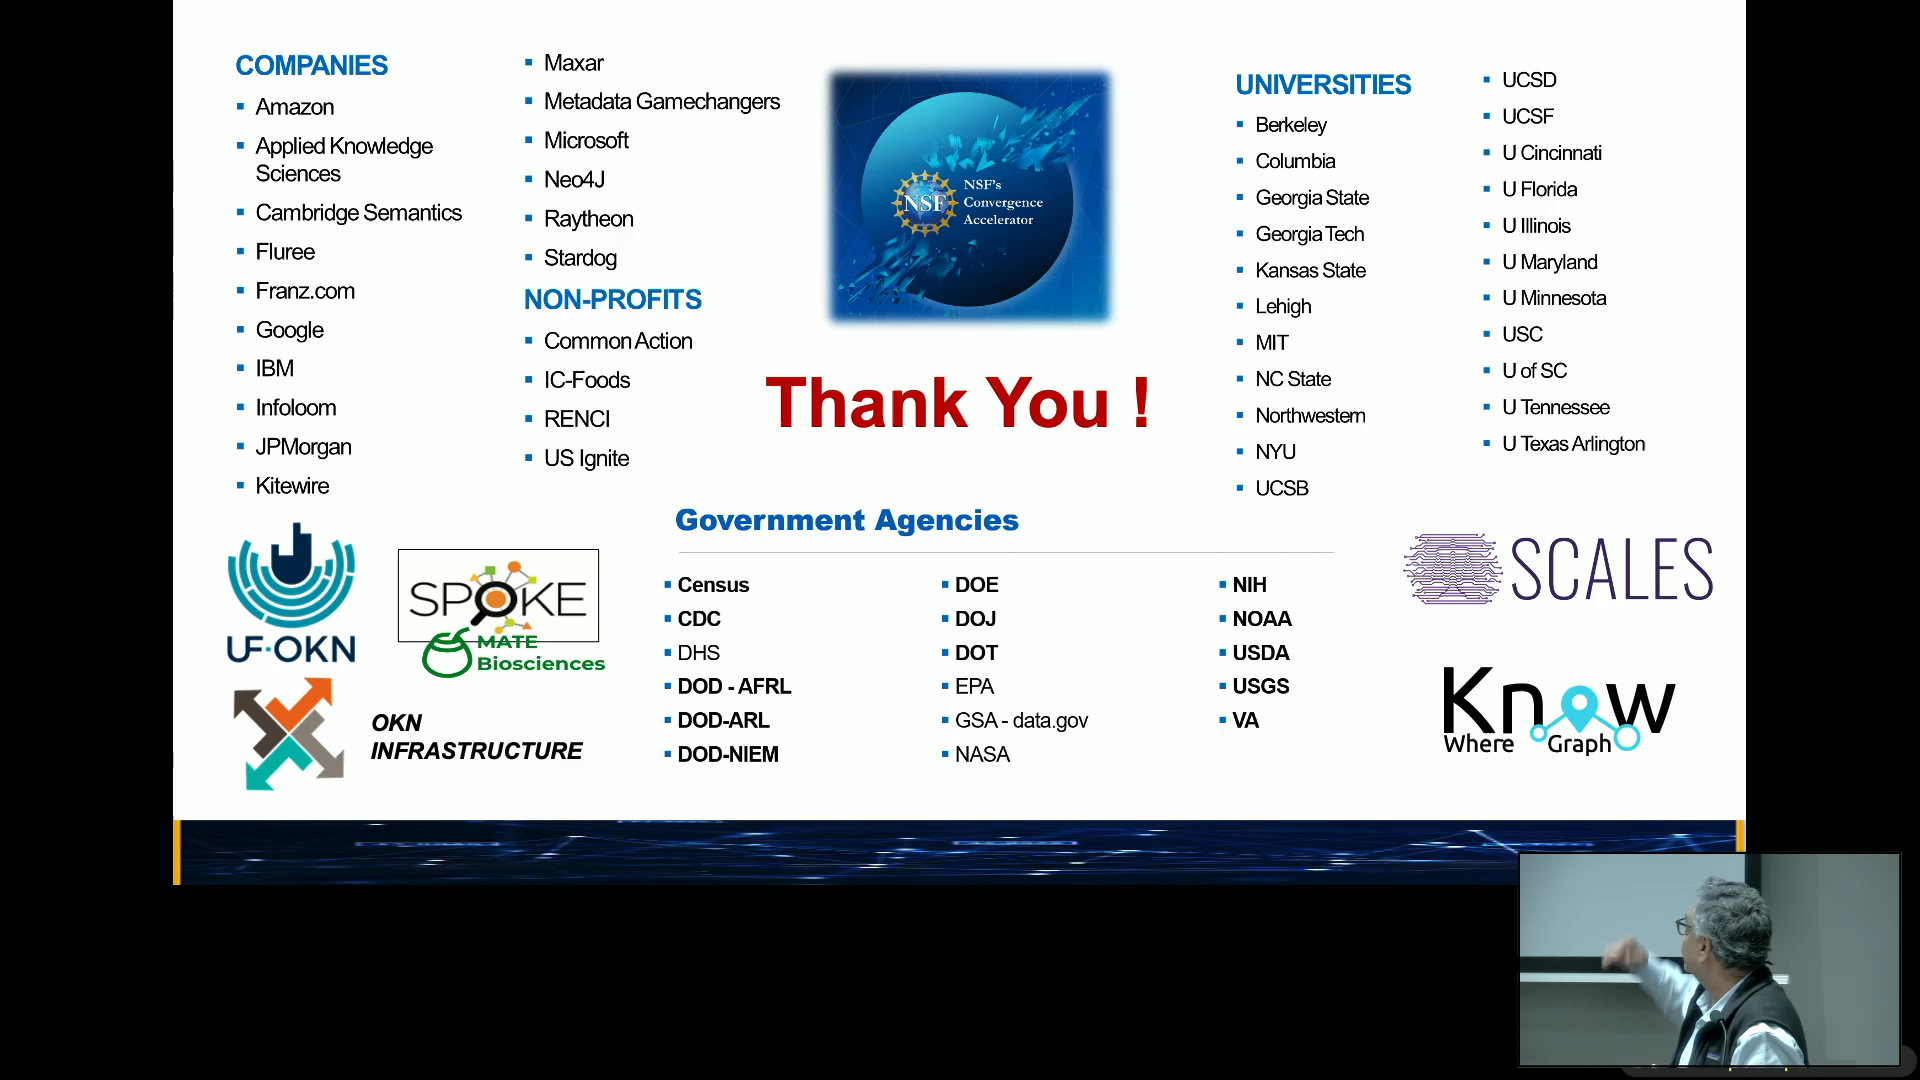 COMPANIES
Amazon
Applied Knowledge
Sciences
Cambridge Semantics
Fluree
Franz.com
Google
IBM
Infoloom
JPMorgan
Kitewire
Maxar
Metadata Gamechangers
Microsoft
Neo4J
Raytheon
Stardog
NON-PROFITS
Common Action
IC-Foods
RENCI
US Ignite
NSF
NSF's
Convergence
Accelerator
Thank You !
UNIVERSITIES
Berkeley
Columbia
Georgia State
Georgia Tech
Kansas State
Lehigh
MIT
NC State
Northwestern
NYU
UCSB
UCSD
UCSF
U Cincinnati
U Florida
U Illinois
U Maryland
U Minnesota
USC
U of SC
U Tennessee
U Texas Arlington
UF·OKN
SPOKE
MATE
Biosciences
OKN
INFRASTRUCTURE
Government Agencies
Census
CDC
DHS
DOD - AFRL
DOD-ARL
DOD-NIEM
DOE
DOJ
DOT
EPA
GSA - data.gov
NASA
NIH
NOAA
USDA
USGS
VA
SCALES
Know
Where Graph